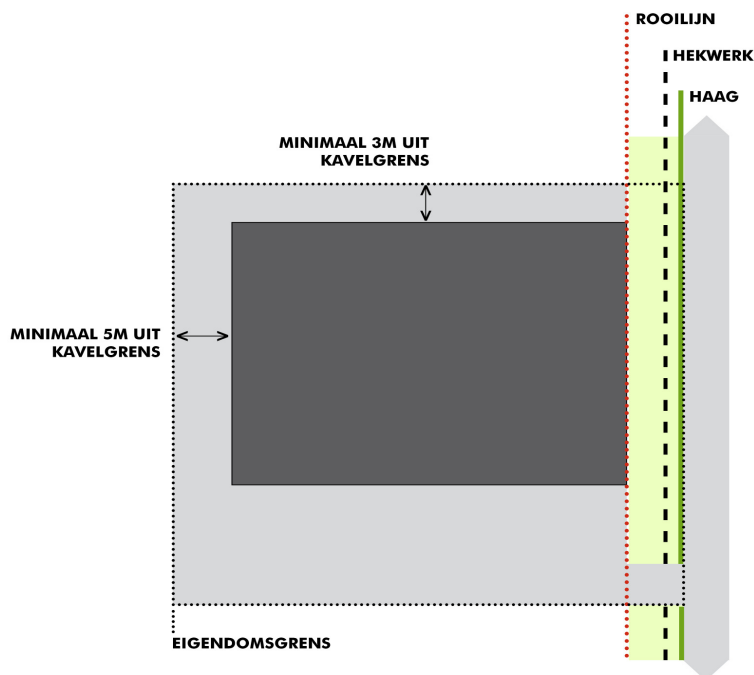 ROOILIJN
HEKWERK
HAAG
MINIMAAL 3M UIT
KAVELGRENS
MINIMAAL 5M UIT
KAVELGRENS
EIGENDOMSGRENS